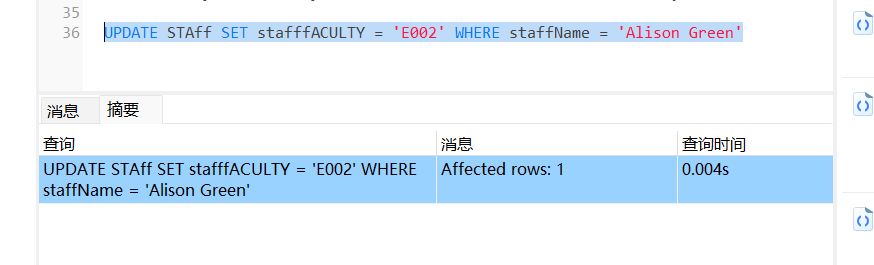 35
36 UPDATE STAff SET stafffACULTY = 'E002' WHERE staffName = 'Alison Green'
消息 摘要
查询 消息 查询时间
UPDATE STAff SET stafffACULTY = 'E002' WHERE Affected rows: 1 0.004s
staffName = 'Alison Green'